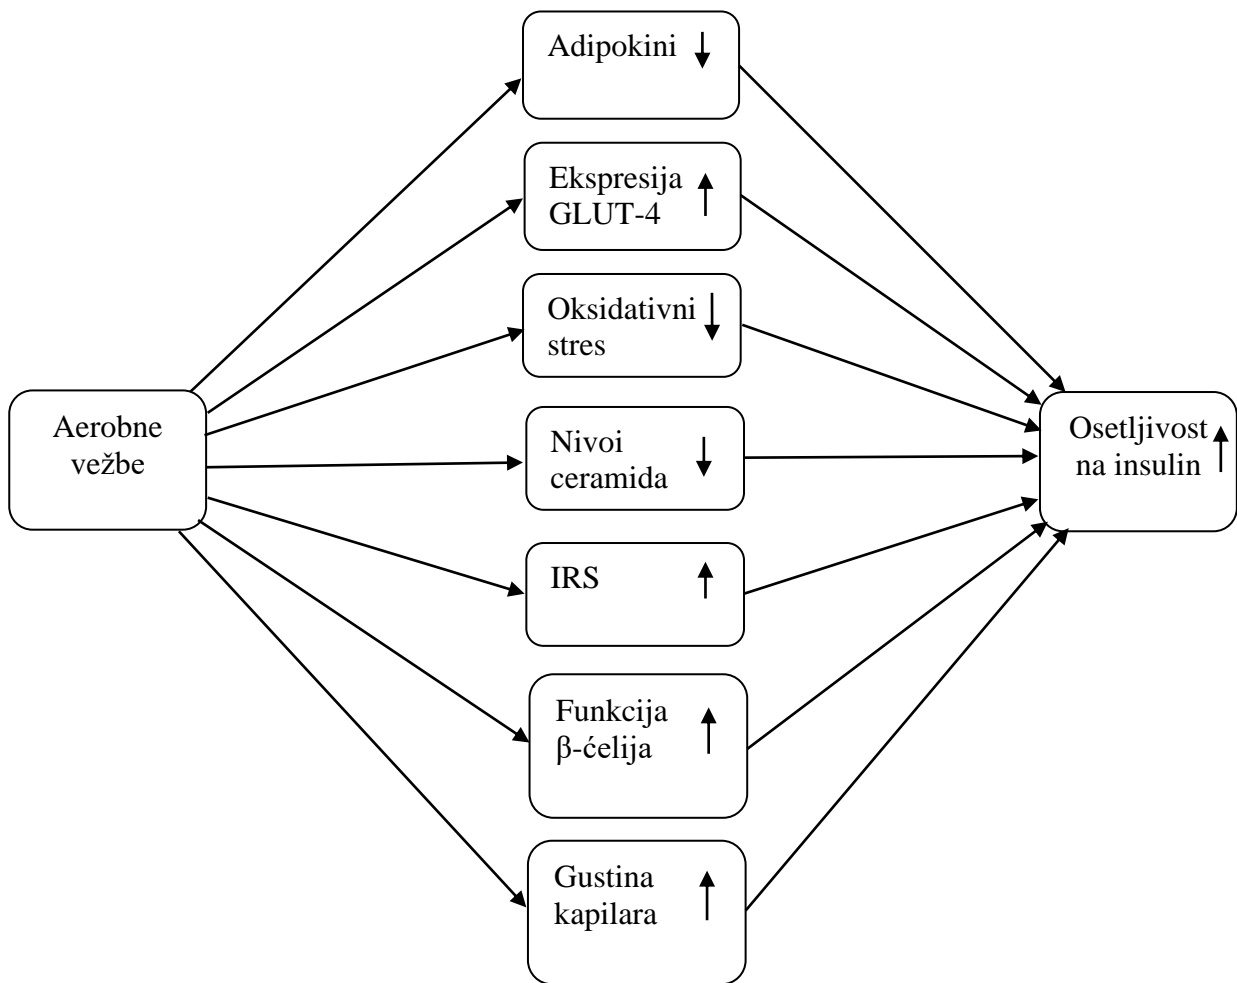 Adipokini ↓
Ekspresija ↑
GLUT-4
Oksidativni ↓
stres
Aerobne
vežbe
Nivoi
ceramida ↓
Osetljivost ↑
na insulin
IRS ↑
Funkcija ↑
β-ćelija
Gustina ↑
kapilara